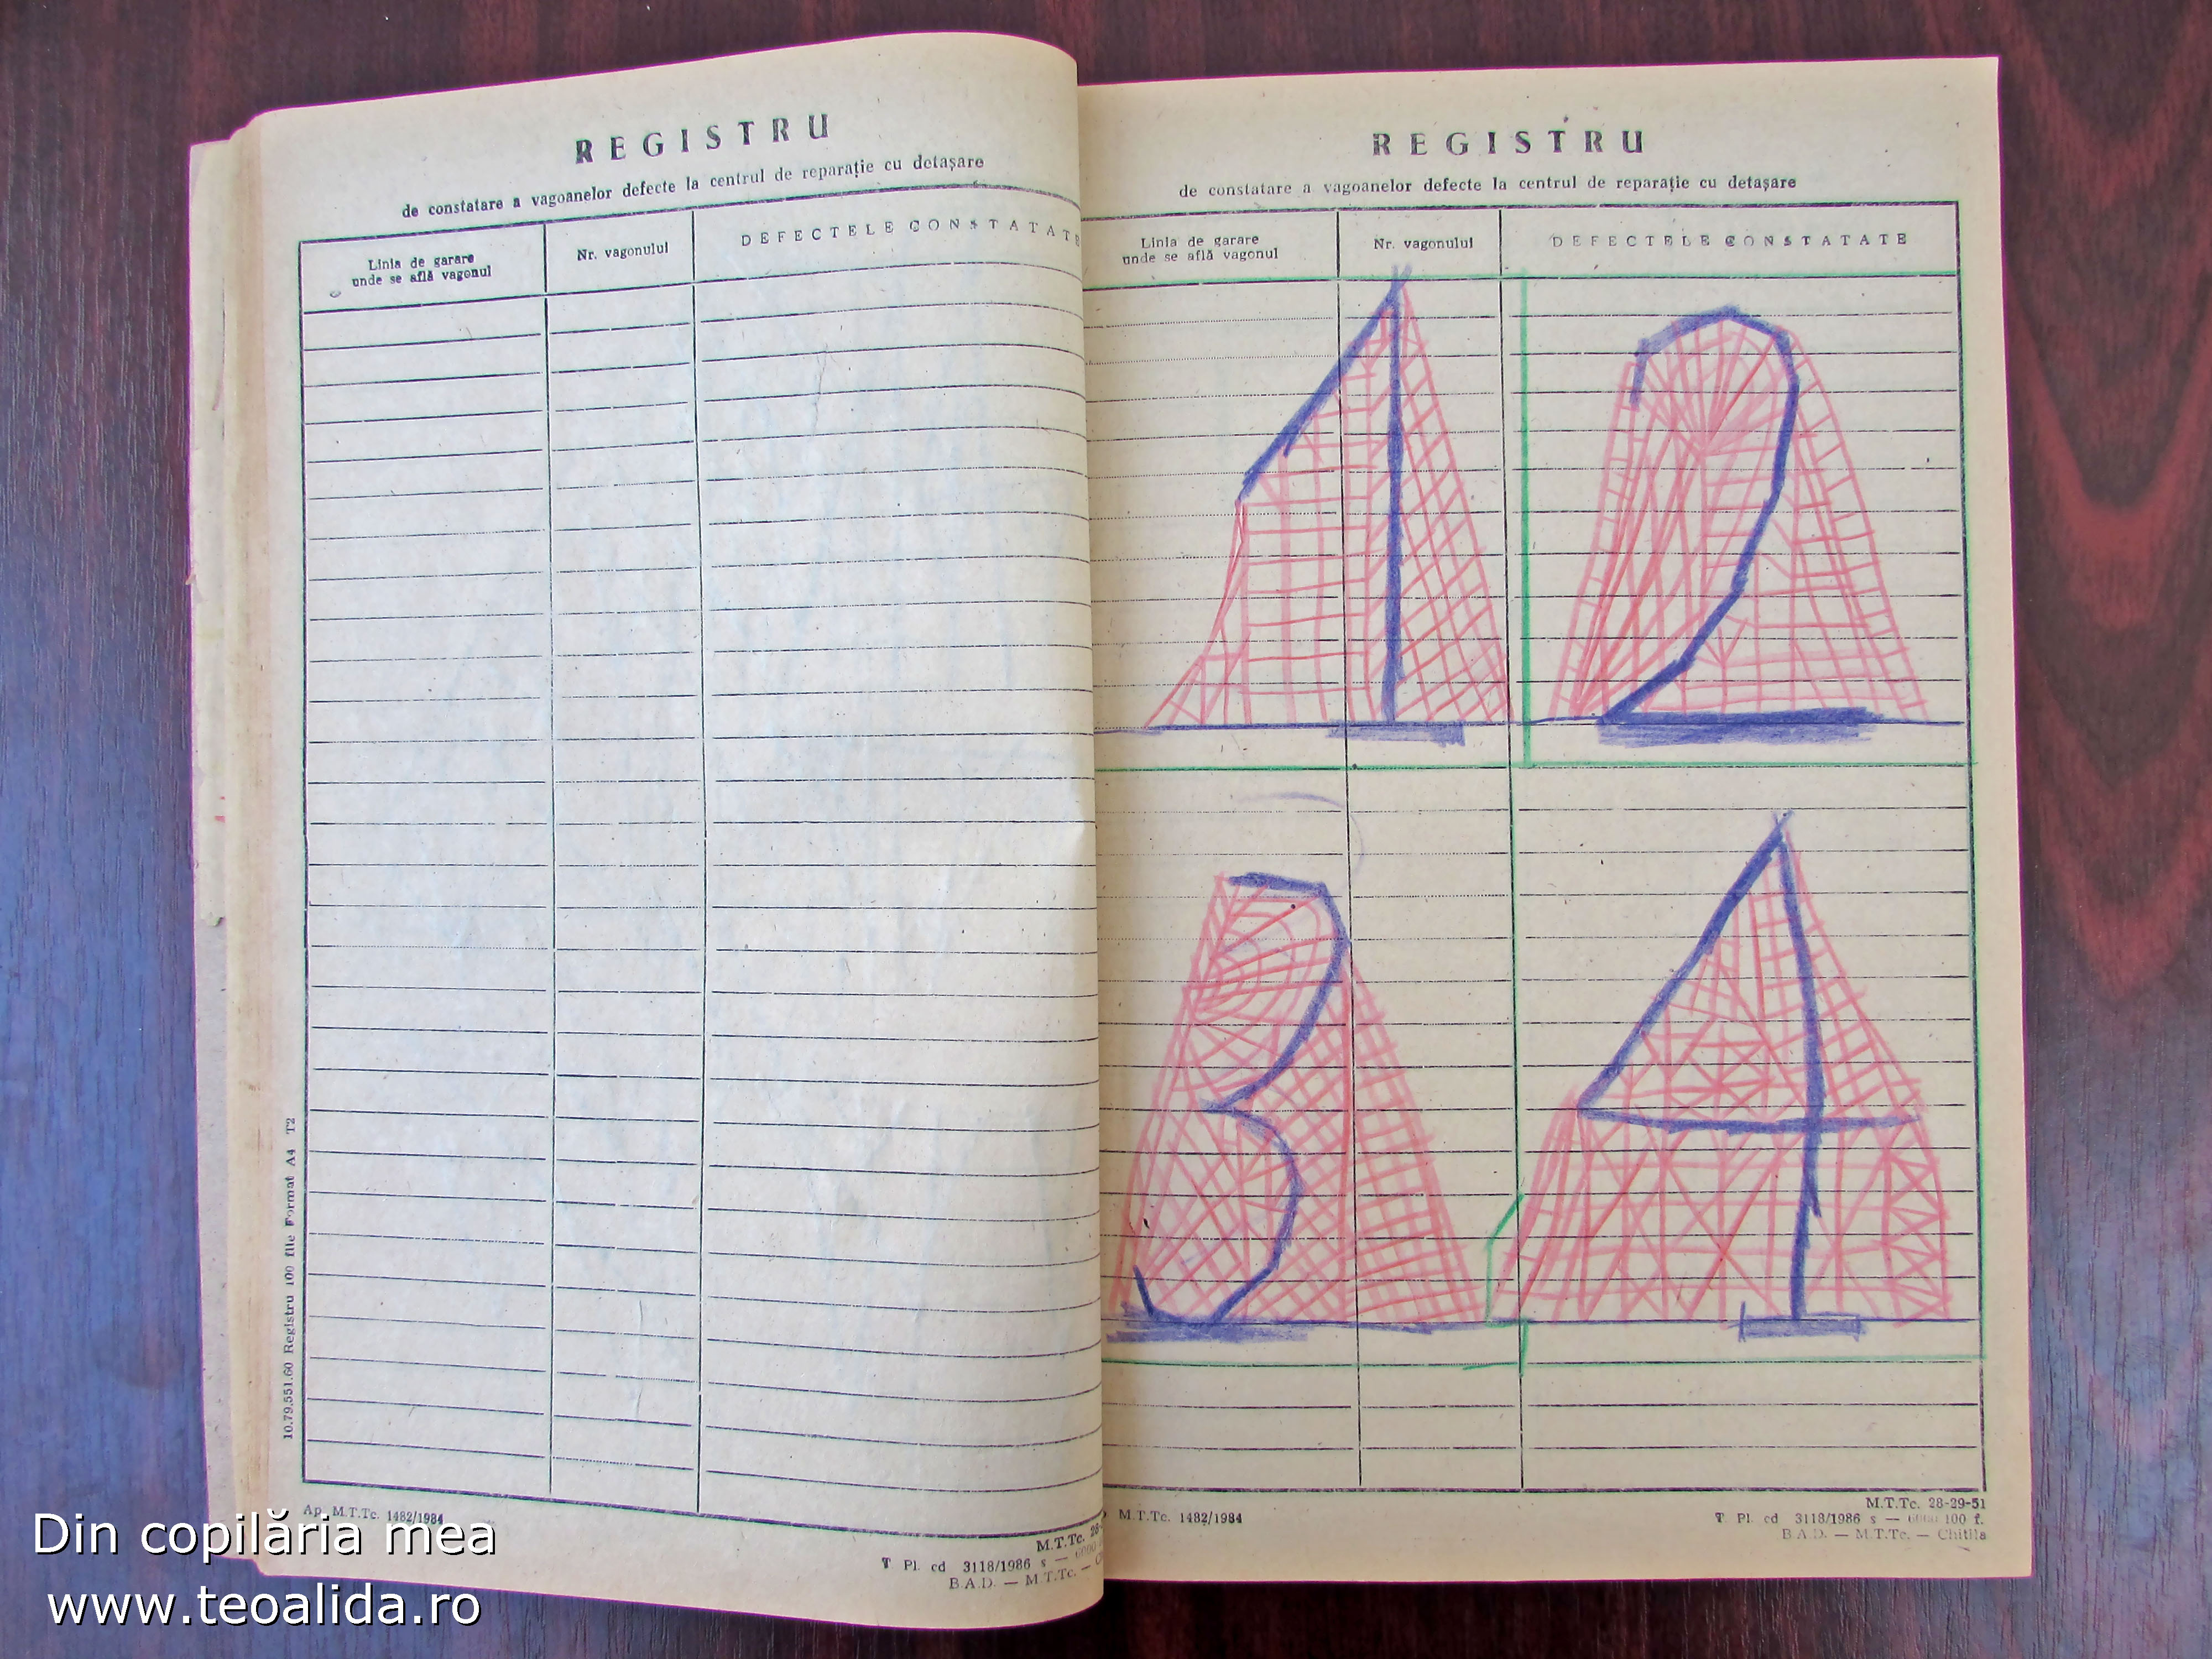 REGISTRU
de constatare a vagoanelor defecte la centrul de reparație cu detașare
Linia de garare
unde se află vagonul
Nr. vagonului
DEFECTELE CONSTATATE
10.79.551.60 Registru 100 file Format A4 T2
Ap. M.T.Tc. 1482/1984
M.T.Tc.
T Pl. cd 3118/1986 s —
B.A.D. — M.T.Tc. —
REGISTRU
de constatare a vagoanelor defecte la centrul de reparație cu detașare
Linia de garare
unde se află vagonul
Nr. vagonului
DEFECTELE CONSTATATE
1
2
3
4
M.T.Tc. 1482/1984
M.T.Tc. 28-29-51
T Pl. cd 3118/1986 s — 6000 100 f.
B.A.D. — M.T.Tc. — Chitila
Din copilăria mea
www.teoalida.ro